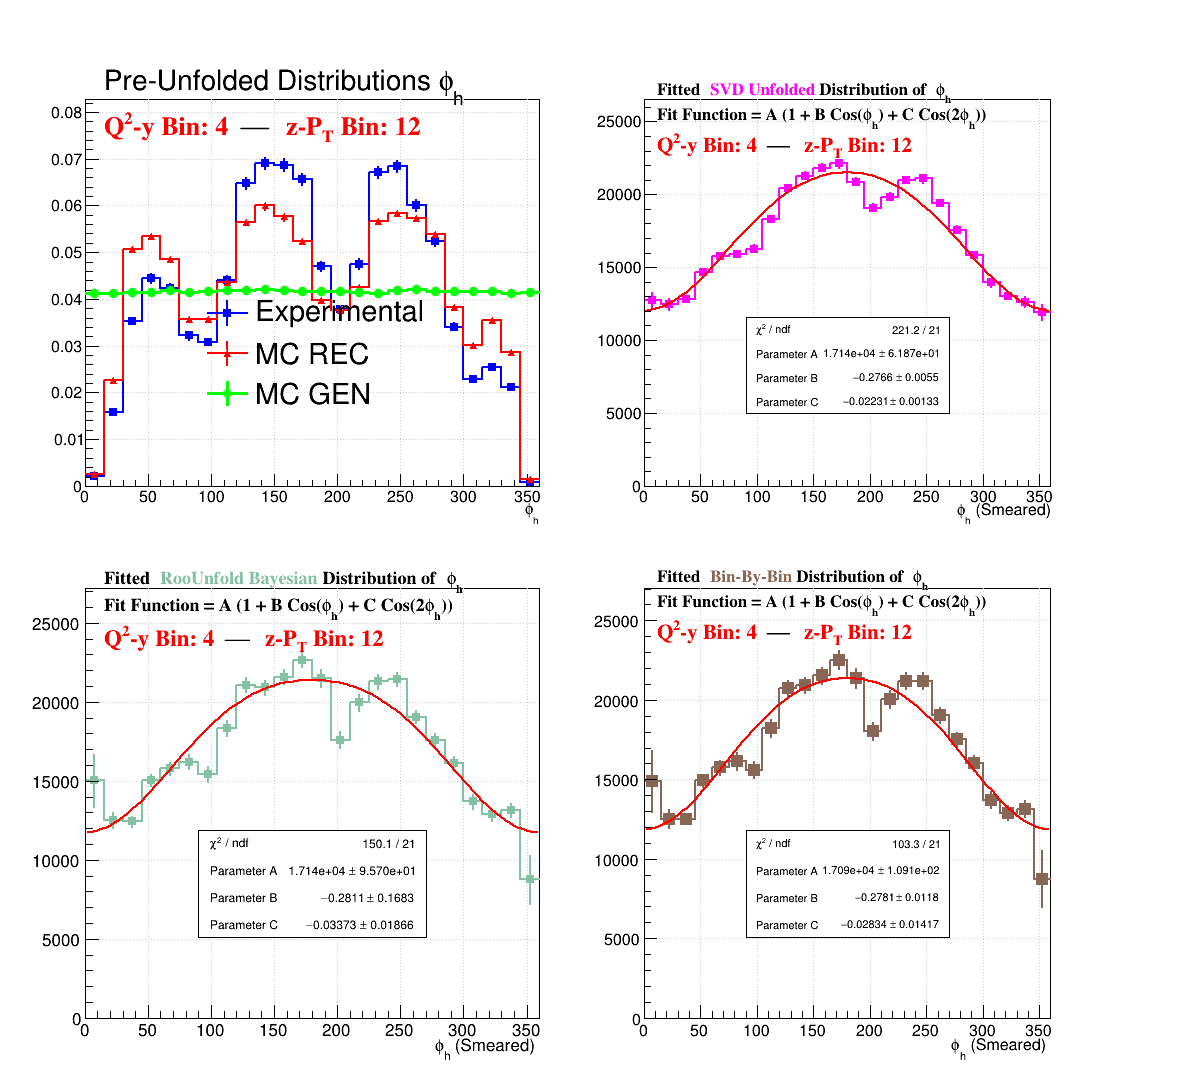 Pre-Unfolded Distributions ϕh
Q2-y Bin: 4 — z-PT Bin: 12
0.08
0.07
0.06
0.05
0.04
0.03
0.02
0.01
0
Experimental
MC REC
MC GEN
0 50 100 150 200 250 300 350
ϕh
Fitted SVD Unfolded Distribution of ϕh
Fit Function = A (1 + B Cos(ϕh) + C Cos(2ϕh))
Q2-y Bin: 4 — z-PT Bin: 12
25000
20000
15000
10000
5000
0
χ2 / ndf 221.2 / 21
Parameter A 1.714e+04 ± 6.187e+01
Parameter B −0.2766 ± 0.0055
Parameter C −0.02231 ± 0.00133
0 50 100 150 200 250 300 350
ϕh (Smeared)
Fitted RooUnfold Bayesian Distribution of ϕh
Fit Function = A (1 + B Cos(ϕh) + C Cos(2ϕh))
Q2-y Bin: 4 — z-PT Bin: 12
25000
20000
15000
10000
5000
0
χ2 / ndf 150.1 / 21
Parameter A 1.714e+04 ± 9.570e+01
Parameter B −0.2811 ± 0.1683
Parameter C −0.03373 ± 0.01866
0 50 100 150 200 250 300 350
ϕh (Smeared)
Fitted Bin-By-Bin Distribution of ϕh
Fit Function = A (1 + B Cos(ϕh) + C Cos(2ϕh))
Q2-y Bin: 4 — z-PT Bin: 12
25000
20000
15000
10000
5000
0
χ2 / ndf 103.3 / 21
Parameter A 1.709e+04 ± 1.091e+02
Parameter B −0.2781 ± 0.0118
Parameter C −0.02834 ± 0.01417
0 50 100 150 200 250 300 350
ϕh (Smeared)